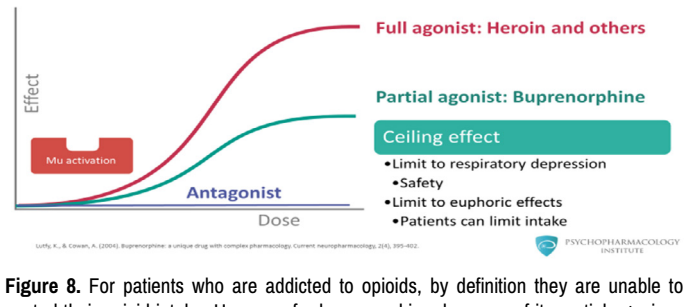 Full agonist: Heroin and others
Effect
Partial agonist: Buprenorphine
Mu activation
Ceiling effect
•Limit to respiratory depression
•Safety
•Limit to euphoric effects
•Patients can limit intake
Antagonist
Dose
Lutfy, K., & Cowan, A. (2004). Buprenorphine: a unique drug with complex pharmacology. Current neuropharmacology, 2(4), 395-402.
PSYCHOPHARMACOLOGY
INSTITUTE
Figure 8. For patients who are addicted to opioids, by definition they are unable to